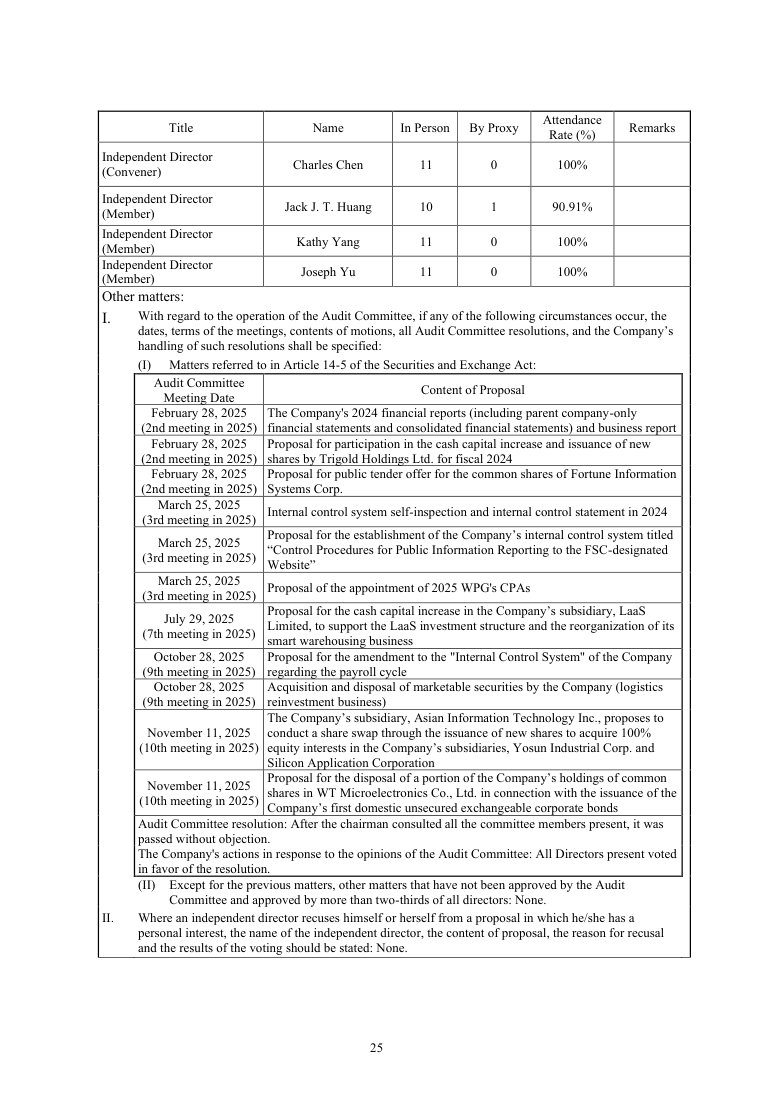 Title Name In Person By Proxy Attendance Rate (%) Remarks
Independent Director
(Convener) Charles Chen 11 0 100%
Independent Director
(Member) Jack J. T. Huang 10 1 90.91%
Independent Director
(Member) Kathy Yang 11 0 100%
Independent Director
(Member) Joseph Yu 11 0 100%
Other matters:
I. With regard to the operation of the Audit Committee, if any of the following circumstances occur, the
dates, terms of the meetings, contents of motions, all Audit Committee resolutions, and the Company’s
handling of such resolutions shall be specified:
(I) Matters referred to in Article 14-5 of the Securities and Exchange Act:
Audit Committee
Meeting Date
Content of Proposal
February 28, 2025
(2nd meeting in 2025)
The Company's 2024 financial reports (including parent company-only
financial statements and consolidated financial statements) and business report
February 28, 2025
(2nd meeting in 2025)
Proposal for participation in the cash capital increase and issuance of new
shares by Trigold Holdings Ltd. for fiscal 2024
February 28, 2025
(2nd meeting in 2025)
Proposal for public tender offer for the common shares of Fortune Information
Systems Corp.
March 25, 2025
(3rd meeting in 2025)
Internal control system self-inspection and internal control statement in 2024
March 25, 2025
(3rd meeting in 2025)
Proposal for the establishment of the Company’s internal control system titled
“Control Procedures for Public Information Reporting to the FSC-designated
Website”
March 25, 2025
(3rd meeting in 2025)
Proposal of the appointment of 2025 WPG's CPAs
July 29, 2025
(7th meeting in 2025)
Proposal for the cash capital increase in the Company’s subsidiary, LaaS
Limited, to support the LaaS investment structure and the reorganization of its
smart warehousing business
October 28, 2025
(9th meeting in 2025)
Proposal for the amendment to the "Internal Control System" of the Company
regarding the payroll cycle
October 28, 2025
(9th meeting in 2025)
Acquisition and disposal of marketable securities by the Company (logistics
reinvestment business)
November 11, 2025
(10th meeting in 2025)
The Company’s subsidiary, Asian Information Technology Inc., proposes to
conduct a share swap through the issuance of new shares to acquire 100%
equity interests in the Company’s subsidiaries, Yosun Industrial Corp. and
Silicon Application Corporation
November 11, 2025
(10th meeting in 2025)
Proposal for the disposal of a portion of the Company’s holdings of common
shares in WT Microelectronics Co., Ltd. in connection with the issuance of the
Company’s first domestic unsecured exchangeable corporate bonds
Audit Committee resolution: After the chairman consulted all the committee members present, it was
passed without objection.
The Company's actions in response to the opinions of the Audit Committee: All Directors present voted
in favor of the resolution.
(II) Except for the previous matters, other matters that have not been approved by the Audit
Committee and approved by more than two-thirds of all directors: None.
II. Where an independent director recuses himself or herself from a proposal in which he/she has a
personal interest, the name of the independent director, the content of proposal, the reason for recusal
and the results of the voting should be stated: None.
25